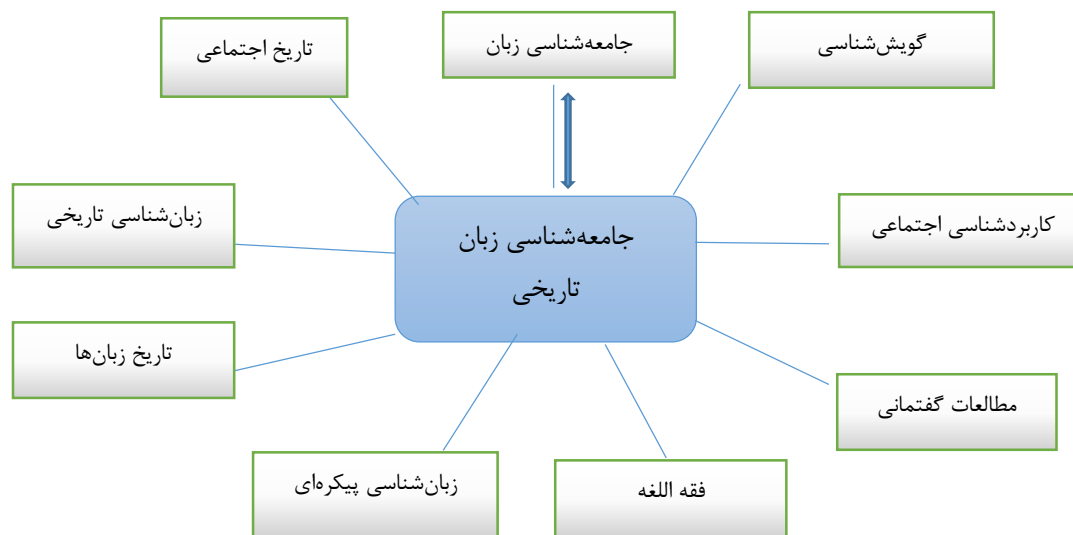 گویش‌شناسی
جامعه‌شناسی زبان
تاریخ اجتماعی
کاربردشناسی اجتماعی
جامعه‌شناسی زبان
تاریخی
زبان‌شناسی تاریخی
مطالعات گفتمانی
تاریخ زبان‌ها
فقه اللغه
زبان‌شناسی پیکره‌ای